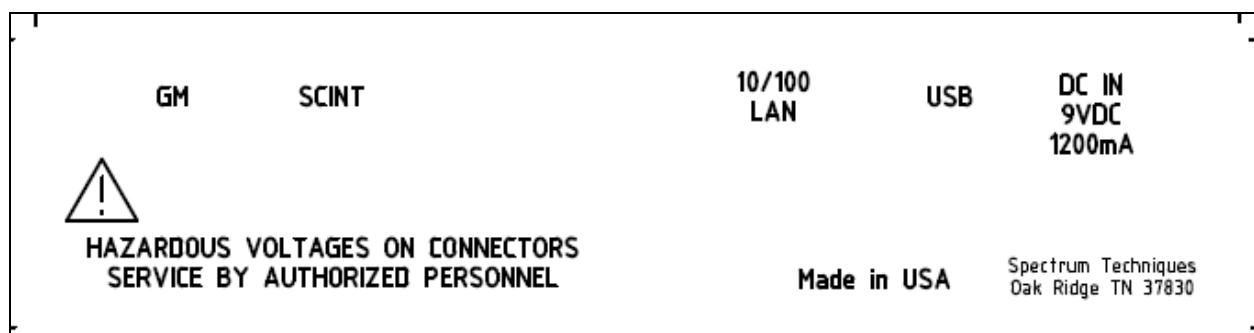 GM
SCINT
10/100
LAN
USB
DC IN
9VDC
1200mA
HAZARDOUS VOLTAGES ON CONNECTORS
SERVICE BY AUTHORIZED PERSONNEL
Made in USA
Spectrum Techniques
Oak Ridge TN 37830